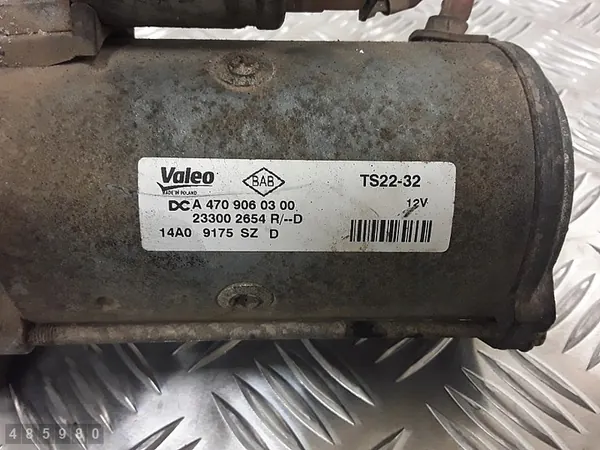 Valeo
MADE IN POLAND
BAB
TS22-32
DC A 470 906 03 00
12V
23300 2654 R/--D
14A0 9175 SZ D
485980